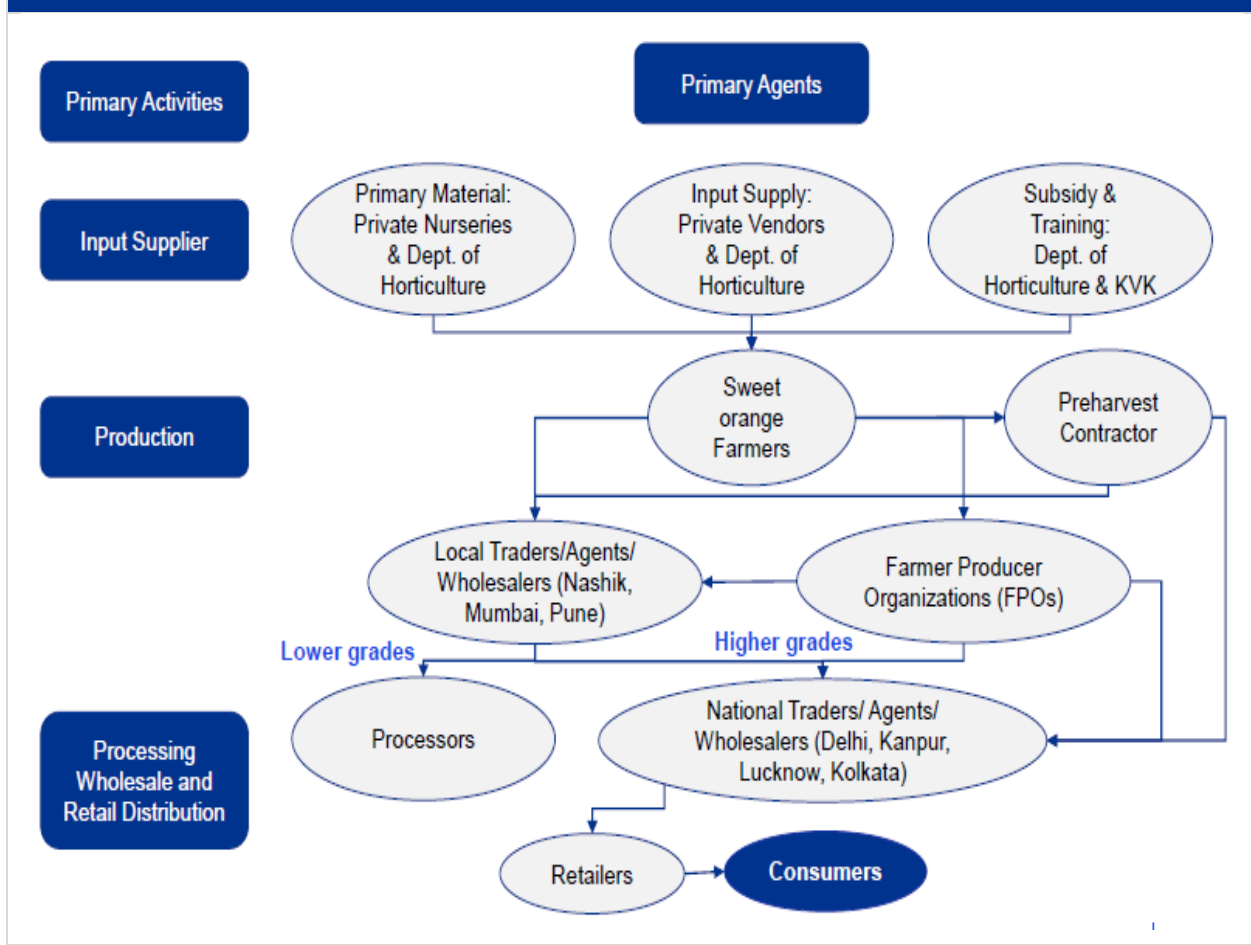 Primary Activities
Primary Agents
Input Supplier
Primary Material:
Private Nurseries
& Dept. of
Horticulture
Input Supply:
Private Vendors
& Dept. of
Horticulture
Subsidy &
Training:
Dept. of
Horticulture & KVK
Production
Sweet
orange
Farmers
Preharvest
Contractor
Local Traders/Agents/
Wholesalers (Nashik,
Mumbai, Pune)
Farmer Producer
Organizations (FPOs)
Lower grades
Higher grades
Processing
Wholesale and
Retail Distribution
Processors
National Traders/ Agents/
Wholesalers (Delhi, Kanpur,
Lucknow, Kolkata)
Retailers
Consumers